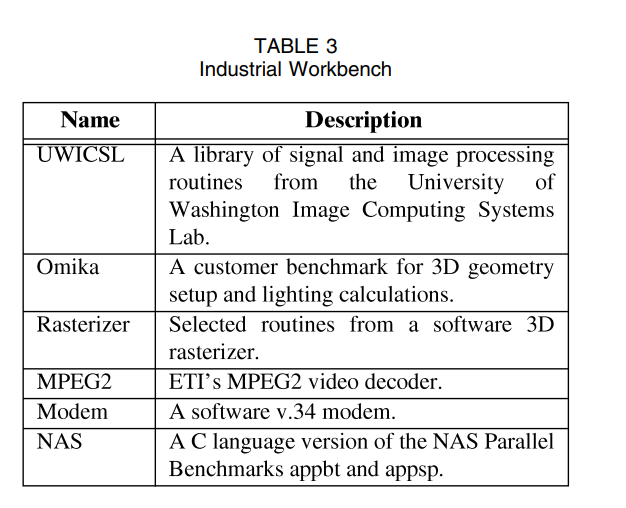 TABLE 3
Industrial Workbench
Name Description
UWICSL A library of signal and image processing
routines from the University of
Washington Image Computing Systems
Lab.
Omika A customer benchmark for 3D geometry
setup and lighting calculations.
Rasterizer Selected routines from a software 3D
rasterizer.
MPEG2 ETI's MPEG2 video decoder.
Modem A software v.34 modem.
NAS A C language version of the NAS Parallel
Benchmarks appbt and appsp.